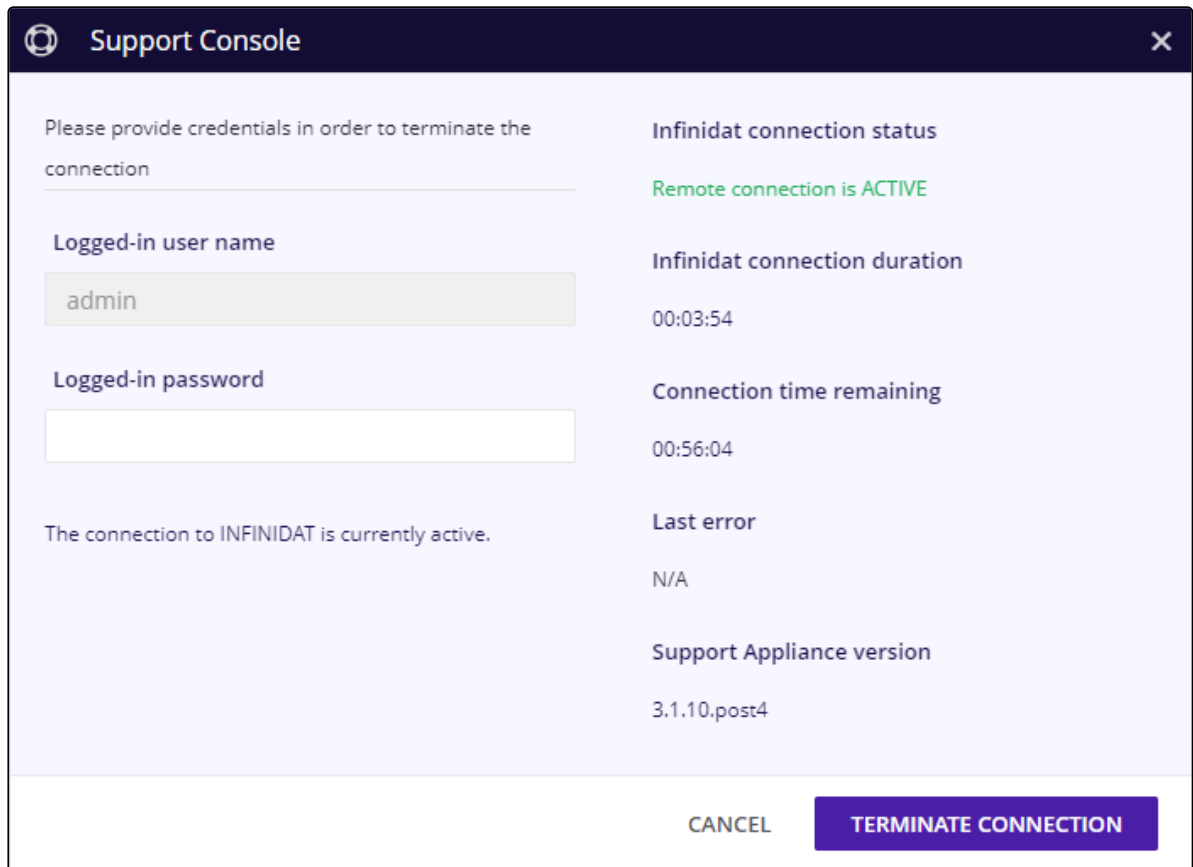 Support Console
Please provide credentials in order to terminate the
connection
Logged-in user name
admin
Logged-in password
The connection to INFINIDAT is currently active.
Infinidat connection status
Remote connection is ACTIVE
Infinidat connection duration
00:03:54
Connection time remaining
00:56:04
Last error
N/A
Support Appliance version
3.1.10.post4
CANCEL
TERMINATE CONNECTION